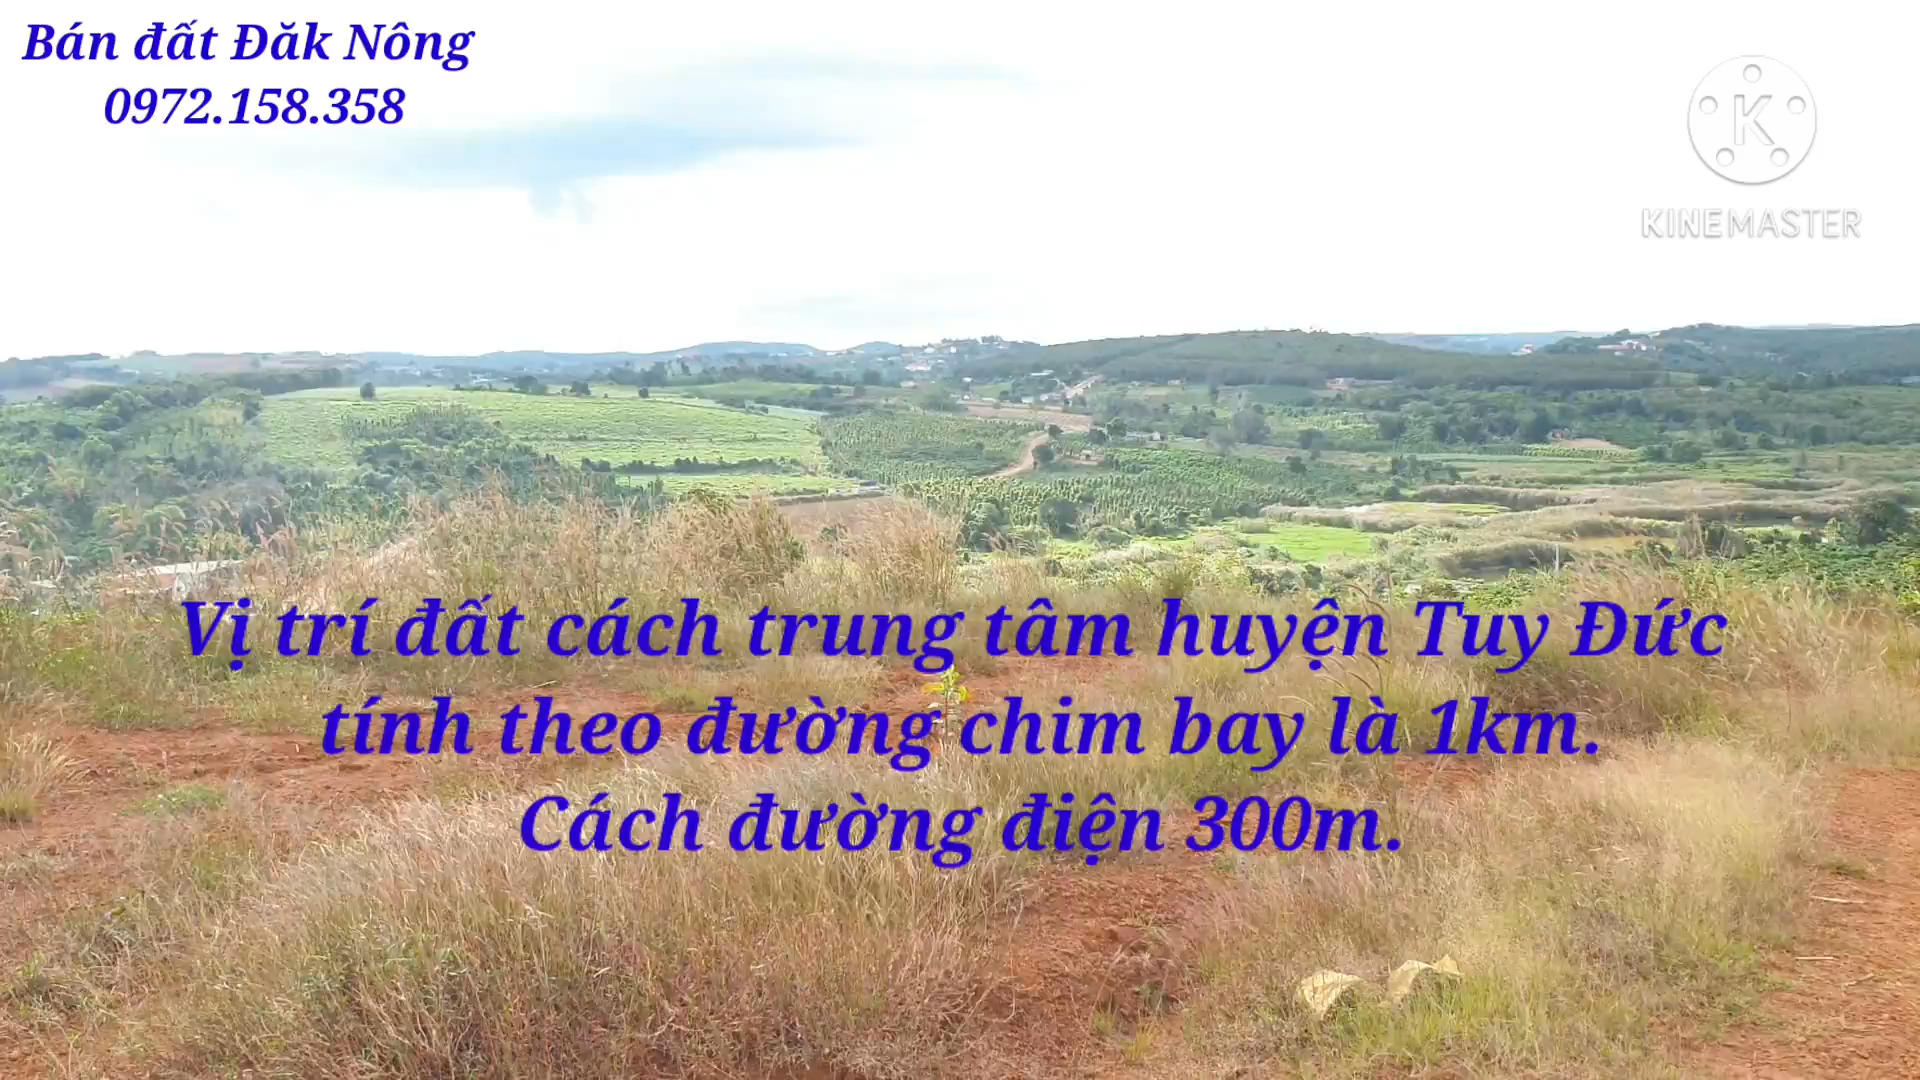 Bán đất Đăk Nông
0972.158.358
K
KINEMASTER
Vị trí đất cách trung tâm huyện Tuy Đức
tính theo đường chim bay là 1km.
Cách đường điện 300m.